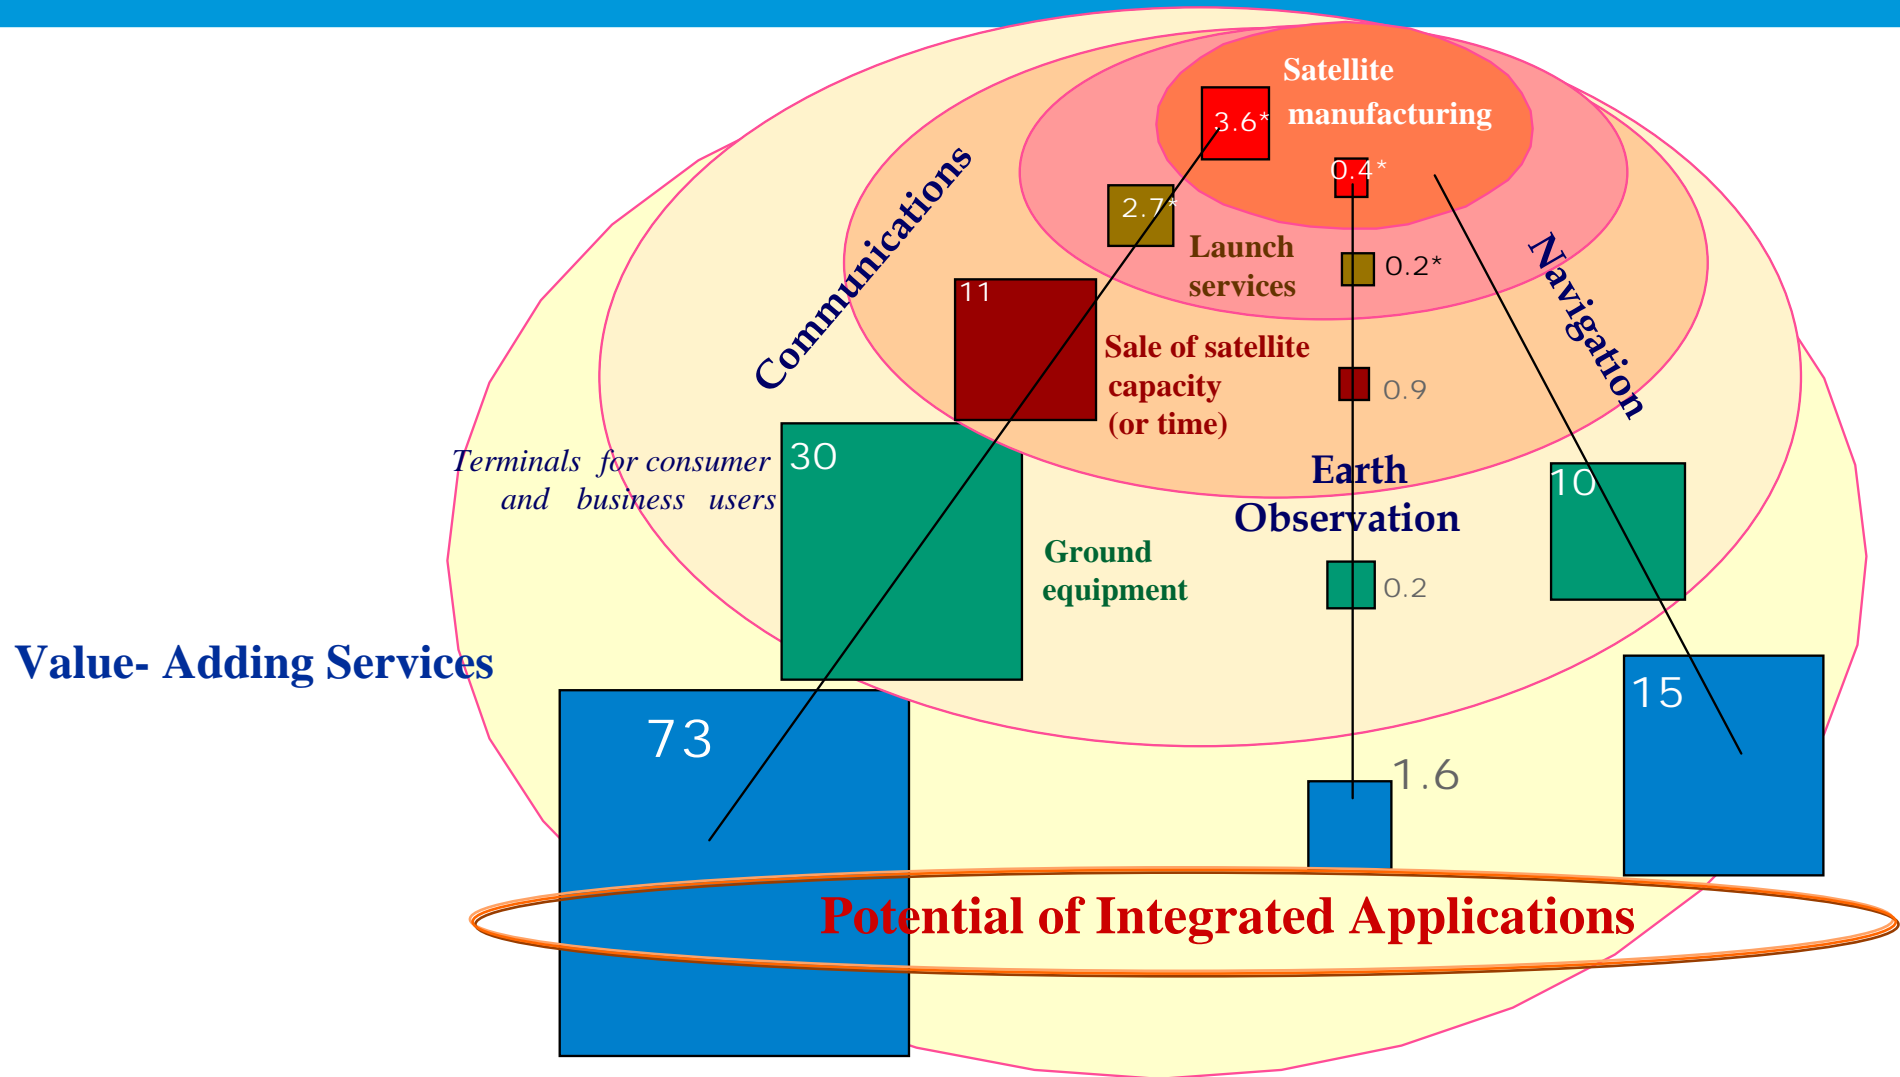 Satellite
manufacturing
3.6*
0.4*
2.7*
Launch
services
0.2*
Communications
Navigation
11
Sale of satellite
capacity
(or time)
0.9
Terminals for consumer
and business users
30
Earth
Observation
10
Ground
equipment
0.2
Value- Adding Services
73
1.6
15
Potential of Integrated Applications